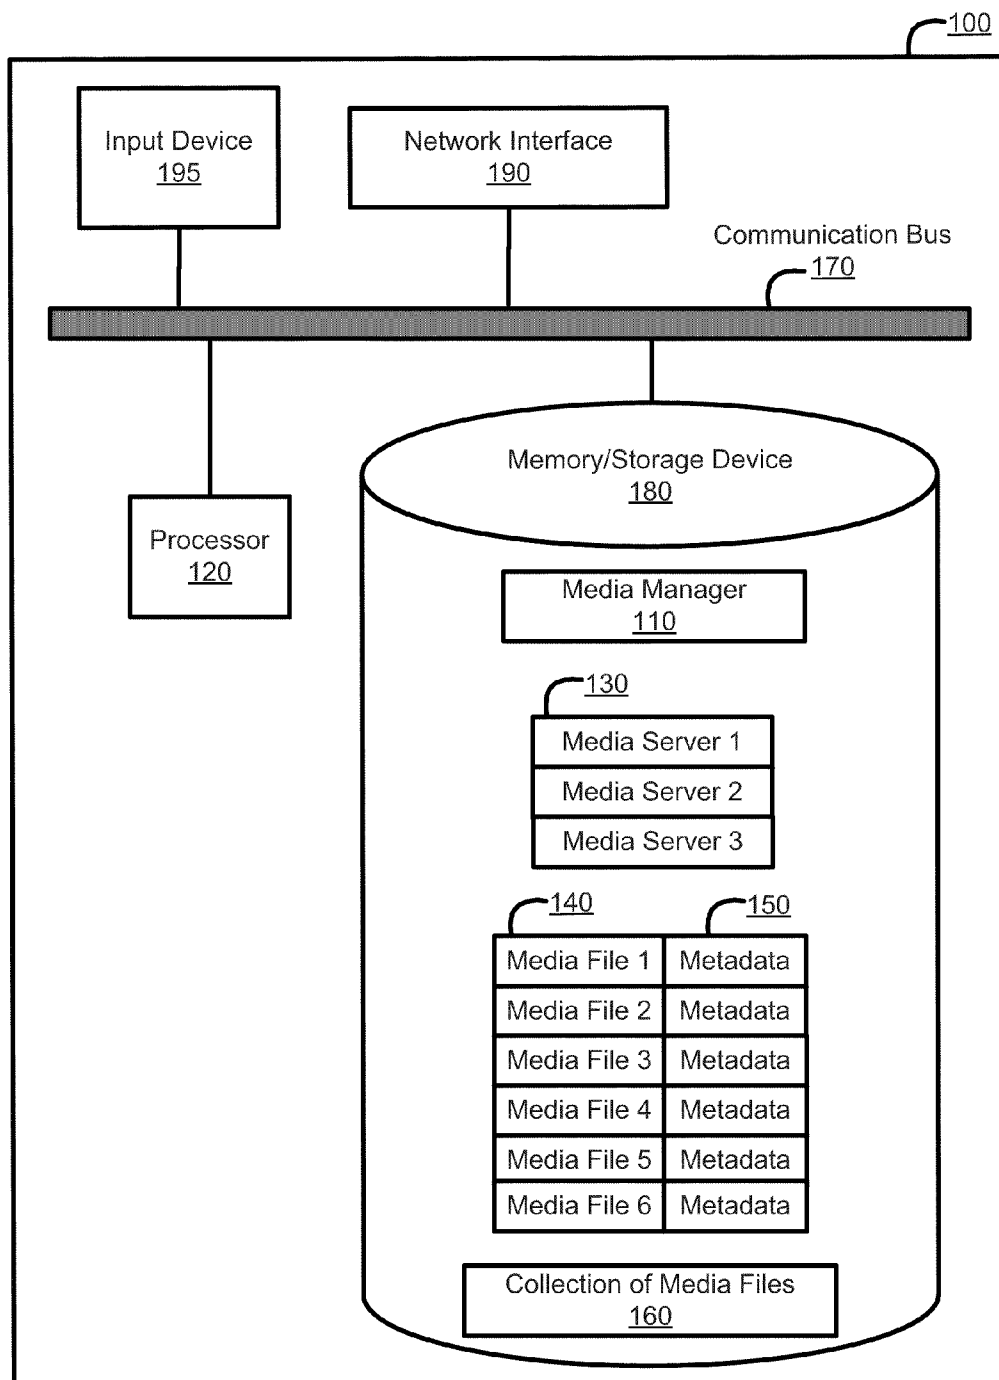 100
Input Device
195
Network Interface
190
Communication Bus
170
Memory/Storage Device
180
Processor
120
Media Manager
110
130
Media Server 1
Media Server 2
Media Server 3
140
150
Media File 1 Metadata
Media File 2 Metadata
Media File 3 Metadata
Media File 4 Metadata
Media File 5 Metadata
Media File 6 Metadata
Collection of Media Files
160